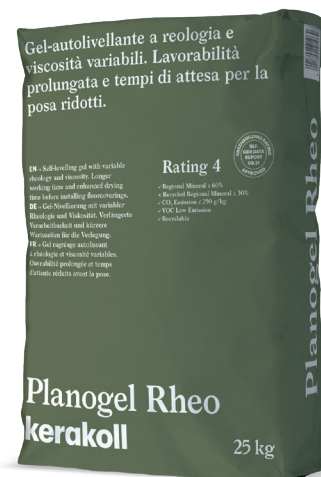 Gel-autolivellante a reologia e
viscosità variabili. Lavorabilità
prolungata e tempi di attesa per la
posa ridotti.
EN → Self-levelling gel with variable
rheology and viscosity. Longer
working time and enhanced drying
time before installing floorcoverings.
DE → Gel-Nivellierung mit variabler
Rheologie und Viskosität. Verlängerte
Verarbeitbarkeit und kürzere
Wartezeiten für die Verlegung.
FR → Gel ragréage autolissant
à rhéologie et viscosité variables.
Ouvrabilité prolongée et temps
d'attente réduits avant la pose.
Rating 4
✓ Regional Mineral ≥ 60%
✓ Recycled Regional Mineral ≥ 30%
✓ CO₂ Emission ≤ 250 g/kg
✓ VOC Low Emission
✓ Recyclable
Planogel Rheo
kerakoll
25 kg
Planogel Rheo